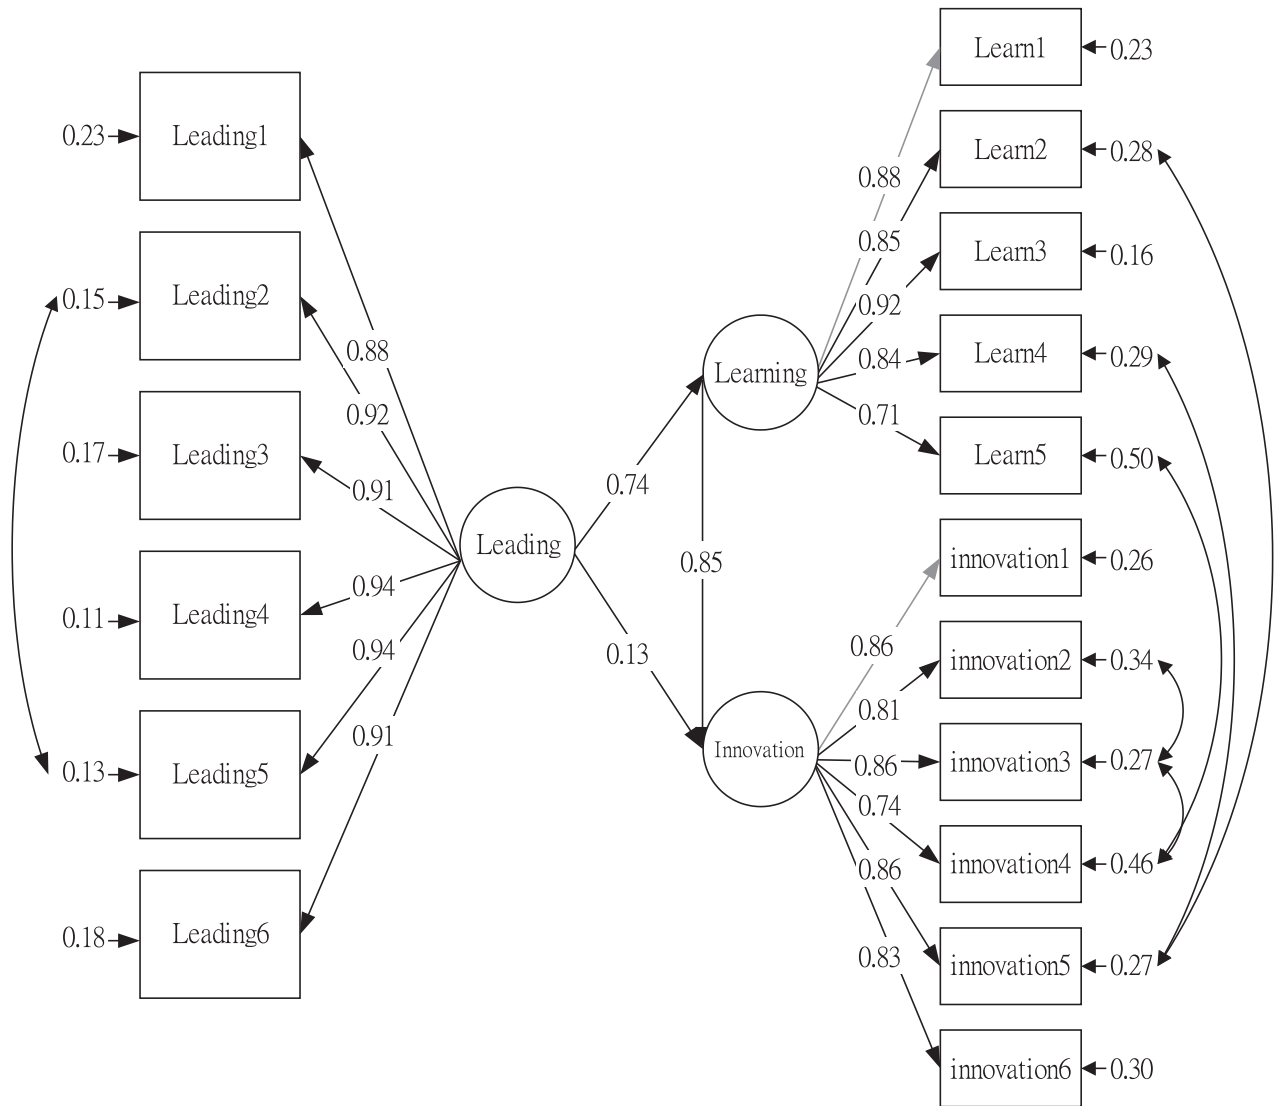 0.23
Leading1
0.15
Leading2
0.17
Leading3
0.11
Leading4
0.13
Leading5
0.18
Leading6
0.88
0.92
0.91
0.94
0.94
0.91
Leading
0.74
0.13
0.85
Learning
Innovation
0.88
0.85
0.92
0.84
0.71
0.86
0.81
0.86
0.74
0.86
0.83
Learn1
0.23
Learn2
0.28
Learn3
0.16
Learn4
0.29
Learn5
0.50
innovation1
0.26
innovation2
0.34
innovation3
0.27
innovation4
0.46
innovation5
0.27
innovation6
0.30